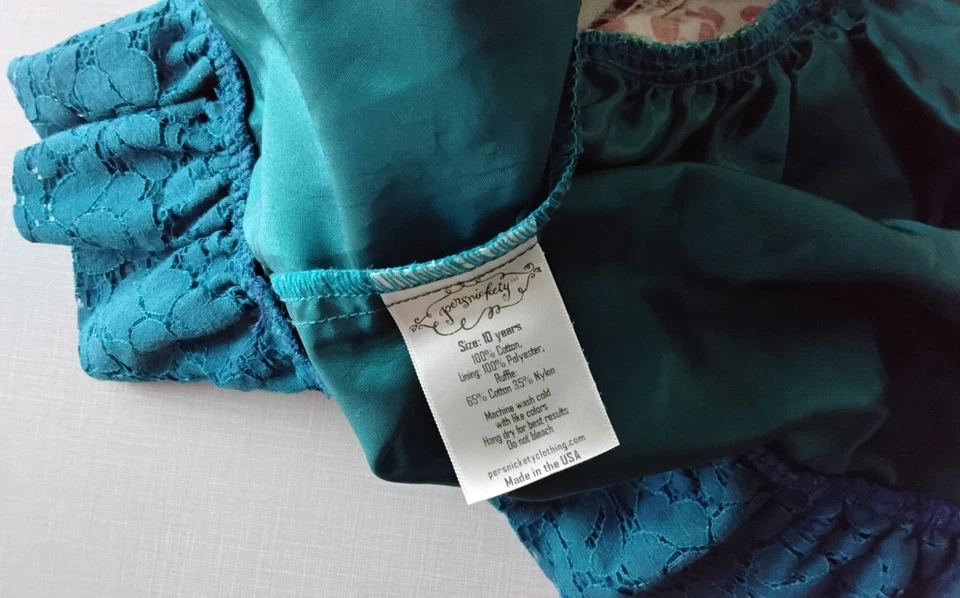 persnickety™
Size: 10 years
100% Cotton,
Lining: 100% Polyester,
Ruffle:
65% Cotton 35% Nylon
Machine wash cold
with like colors
Hang dry for best results
Do not bleach
persnicketyclothing.com
Made in the USA